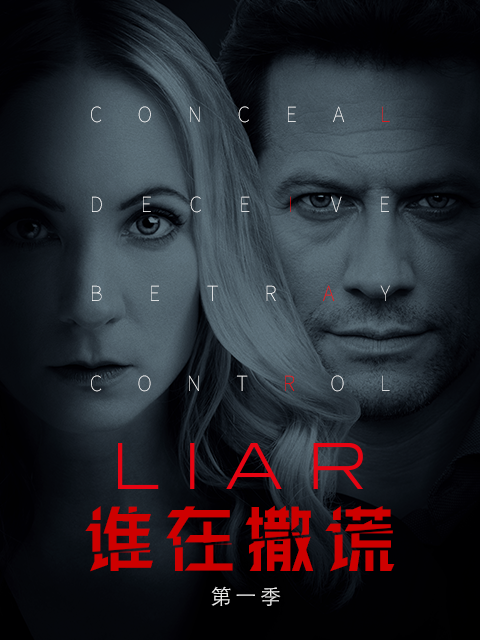 CONCEAL
DECEIVE
BETRAY
CONTROL
LIAR
谁在撒谎
第一季